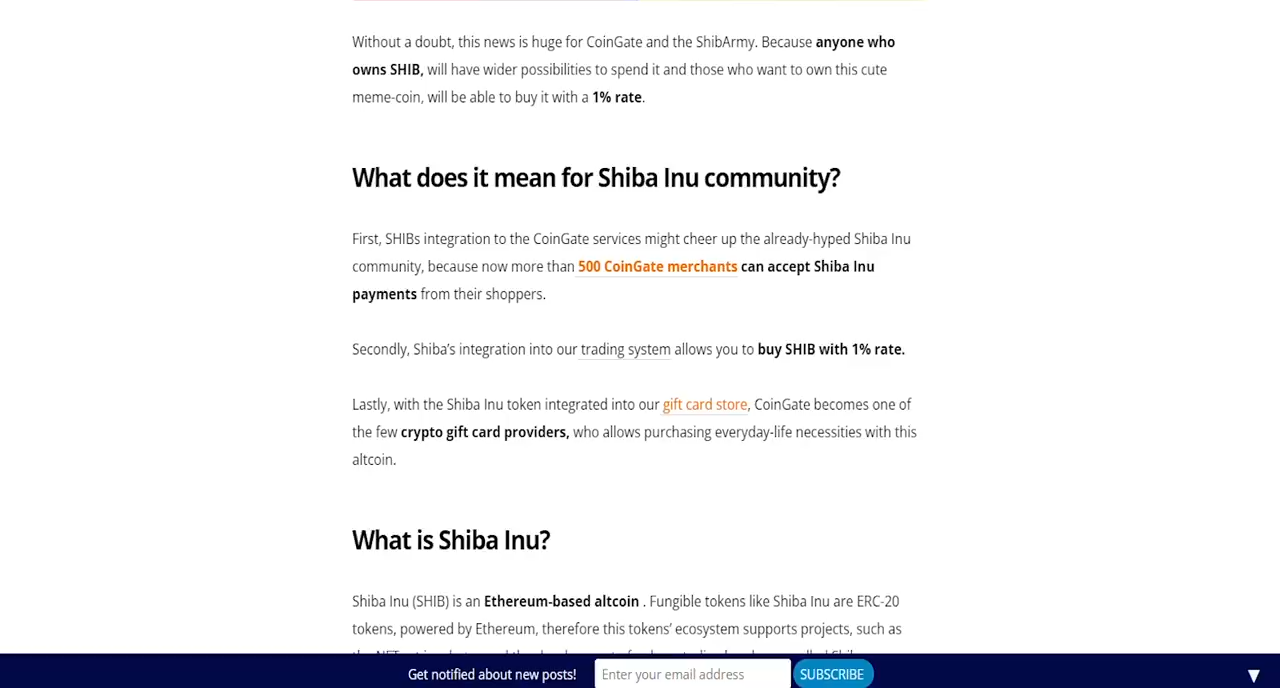 Without a doubt, this news is huge for CoinGate and the ShibArmy. Because anyone who
owns SHIB, will have wider possibilities to spend it and those who want to own this cute
meme-coin, will be able to buy it with a 1% rate.
What does it mean for Shiba Inu community?
First, SHIBs integration to the CoinGate services might cheer up the already-hyped Shiba Inu
community, because now more than 500 CoinGate merchants can accept Shiba Inu
payments from their shoppers.
Secondly, Shiba's integration into our trading system allows you to buy SHIB with 1% rate.
Lastly, with the Shiba Inu token integrated into our gift card store, CoinGate becomes one of
the few crypto gift card providers, who allows purchasing everyday-life necessities with this
altcoin.
What is Shiba Inu?
Shiba Inu (SHIB) is an Ethereum-based altcoin . Fungible tokens like Shiba Inu are ERC-20
tokens, powered by Ethereum, therefore this tokens' ecosystem supports projects, such as
Get notified about new posts! Enter your email address SUBSCRIBE ▼